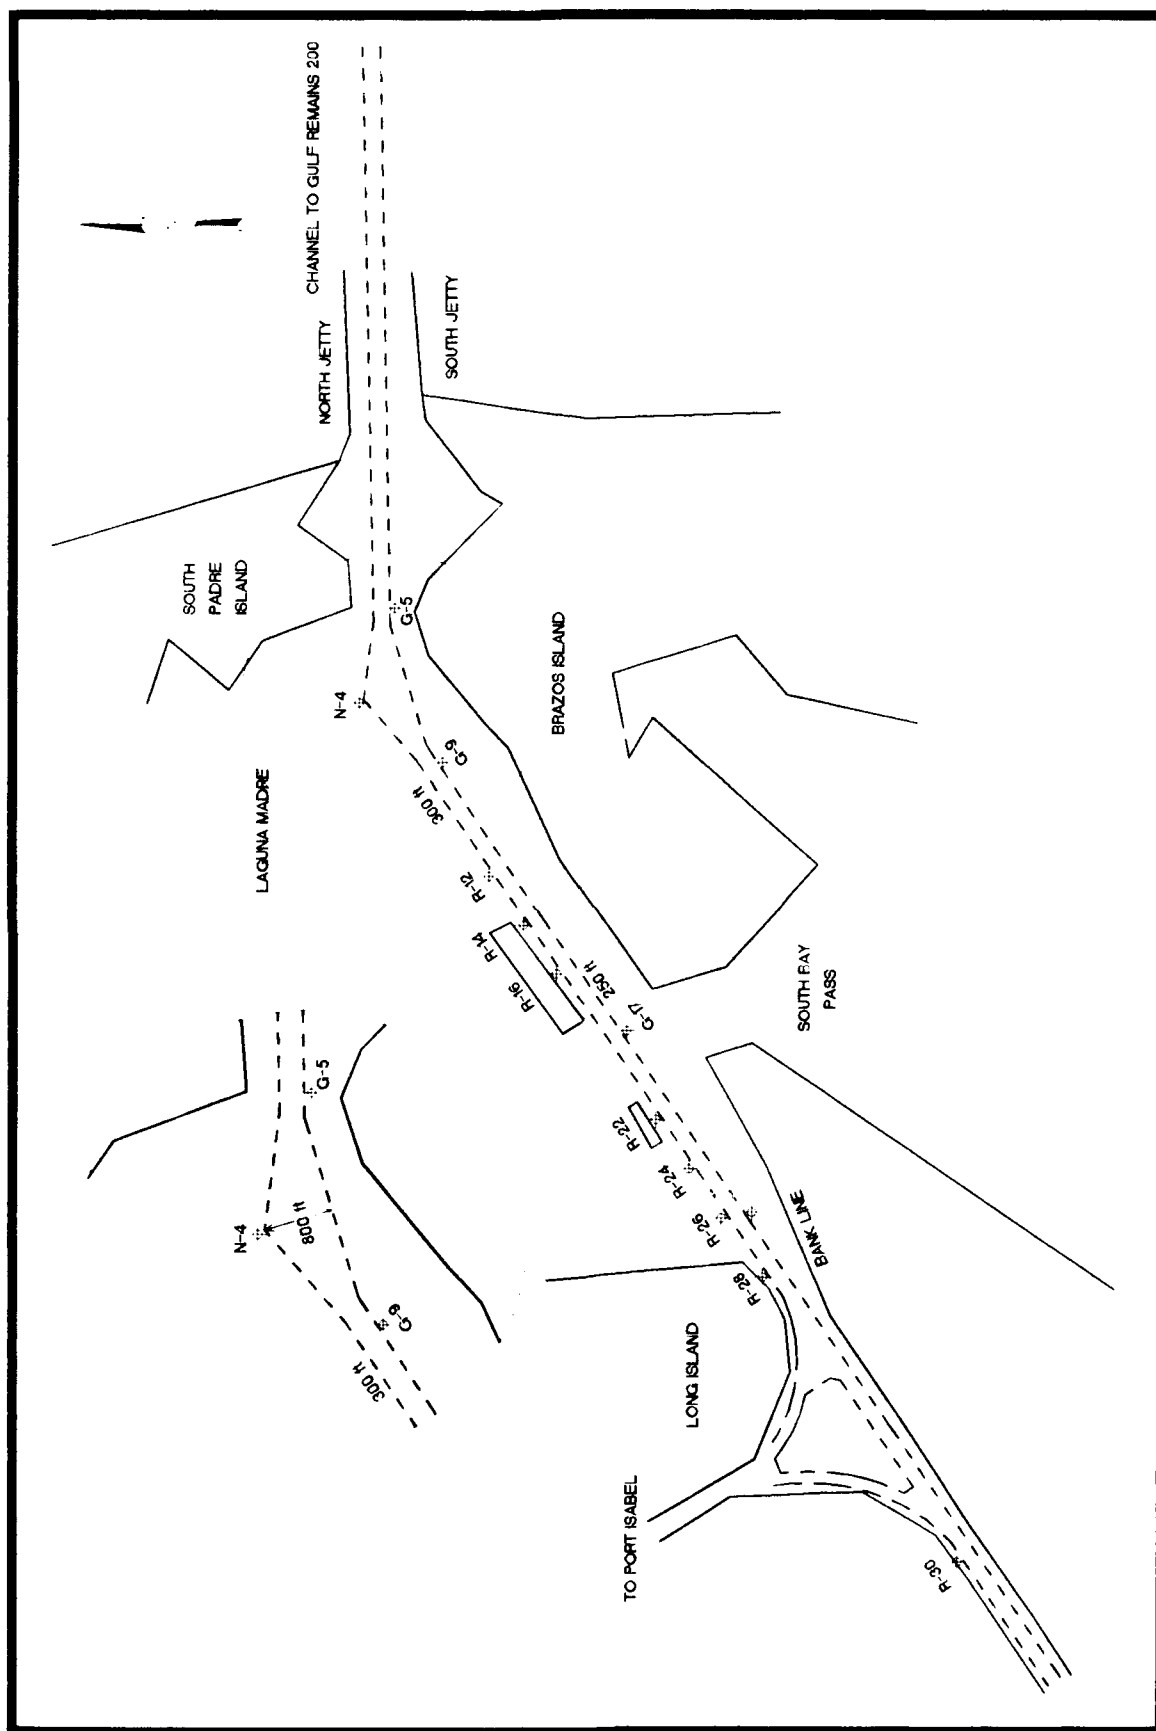 CHANNEL TO GULF REMAINS 200
NORTH JETTY
SOUTH JETTY
SOUTH
PADRE
ISLAND
G-5
N-4
BRAZOS ISLAND
LAGUNA MADRE
G-9
300 ft
R-12
R-14
R-16
250 ft
G-17
SOUTH BAY
PASS
R-22
R-24
R-26
R-28
BANK LINE
LONG ISLAND
TO PORT ISABEL
R-30
G-5
N-4
800 ft
G-9
300 ft